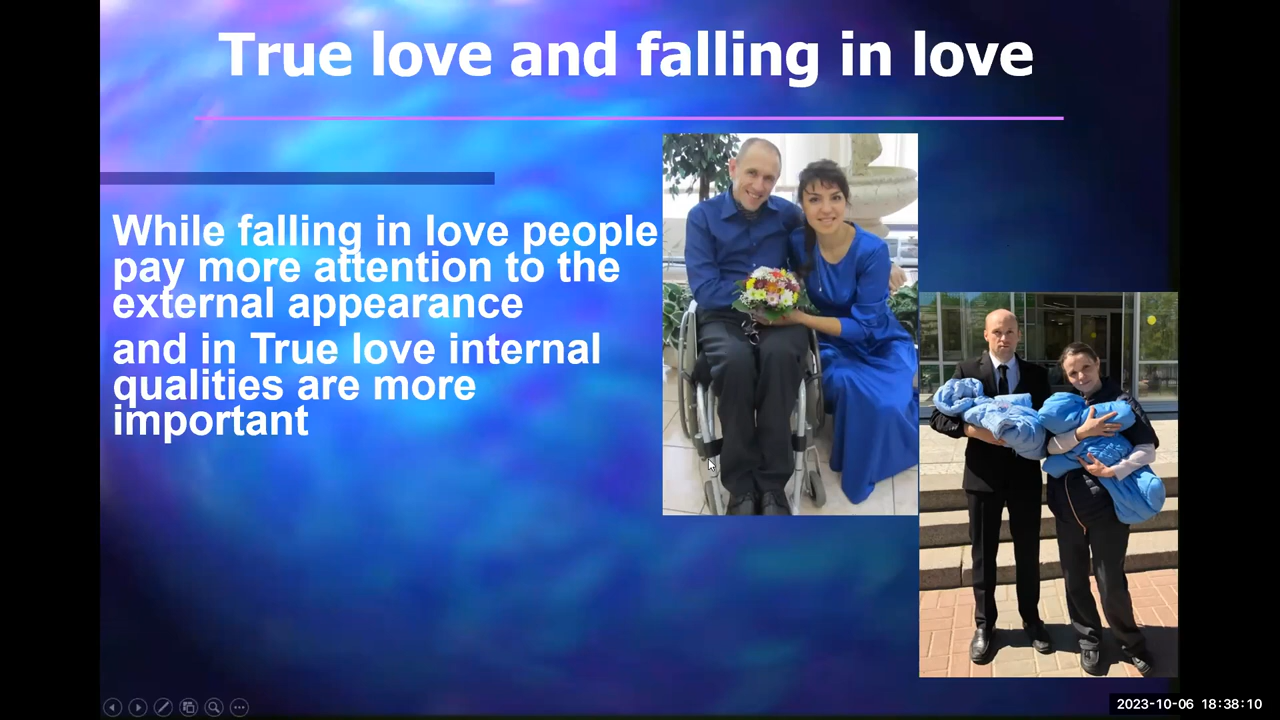 True love and falling in love
While falling in love people
pay more attention to the
external appearance
and in True love internal
qualities are more
important
2023-10-06 18:38:10